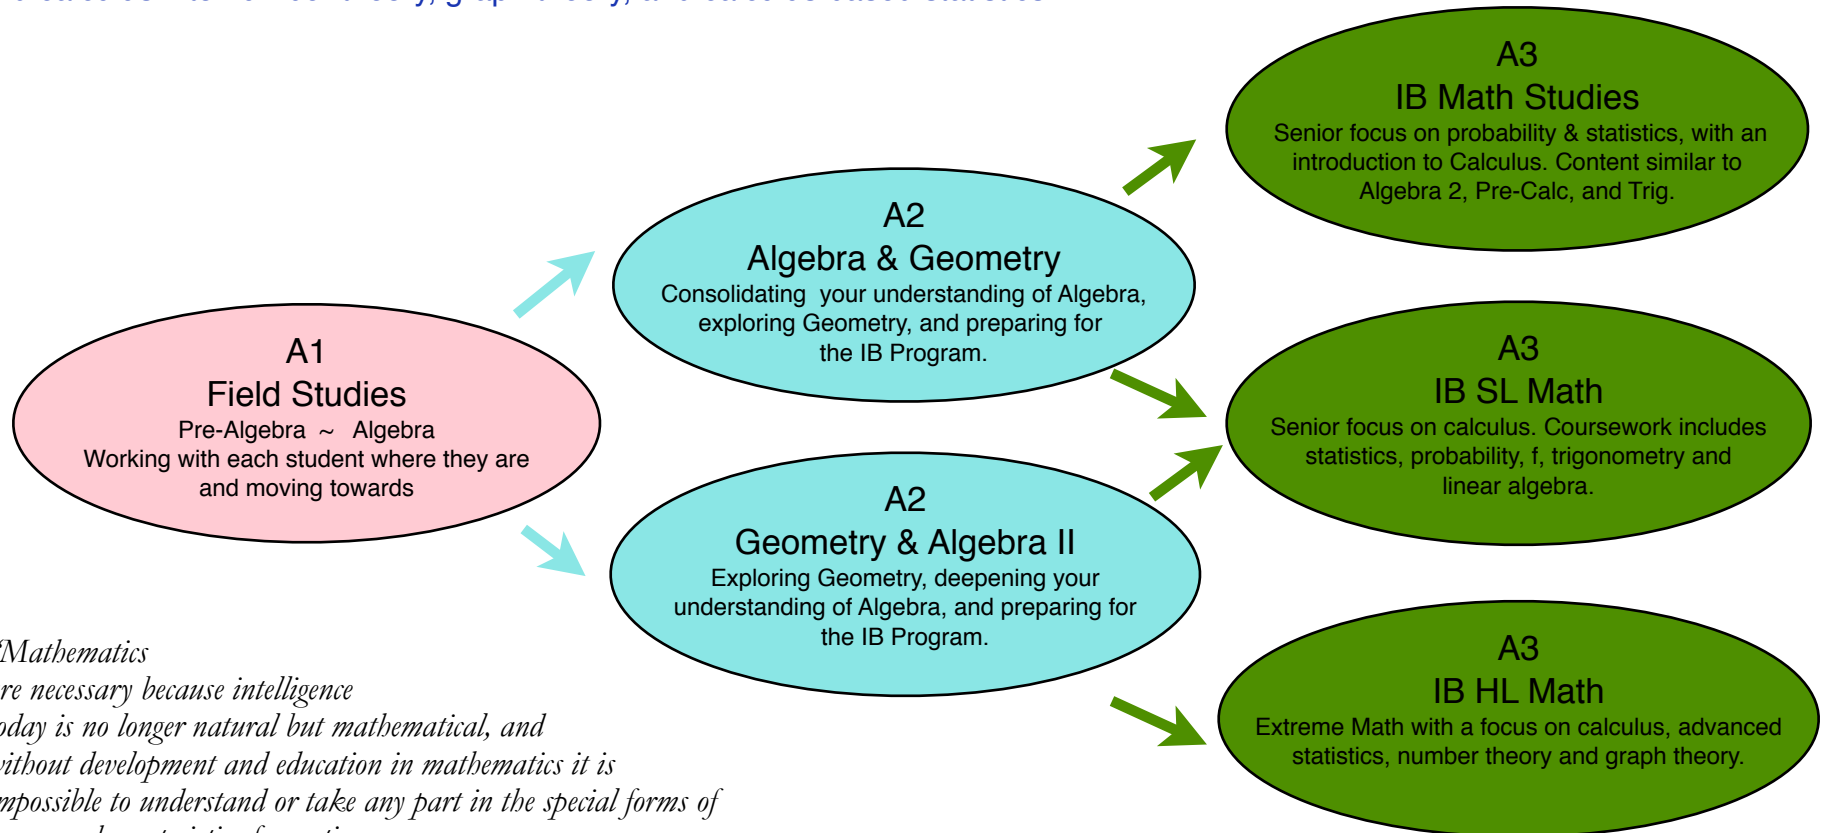 A3
IB Math Studies
Senior focus on probability & statistics, with an
introduction to Calculus. Content similar to
Algebra 2, Pre-Calc, and Trig.
A2
Algebra & Geometry
Consolidating your understanding of Algebra,
exploring Geometry, and preparing for
the IB Program.
A1
Field Studies
Pre-Algebra ~ Algebra
Working with each student where they are
and moving towards
A3
IB SL Math
Senior focus on calculus. Coursework includes
statistics, probability, f, trigonometry and
linear algebra.
A2
Geometry & Algebra II
Exploring Geometry, deepening your
understanding of Algebra, and preparing for
the IB Program.
A3
IB HL Math
Extreme Math with a focus on calculus, advanced
statistics, number theory and graph theory.
“Mathematics
re necessary because intelligence
oday is no longer natural but mathematical, and
without development and education in mathematics it is
mpossible to understand or take any part in the special forms of